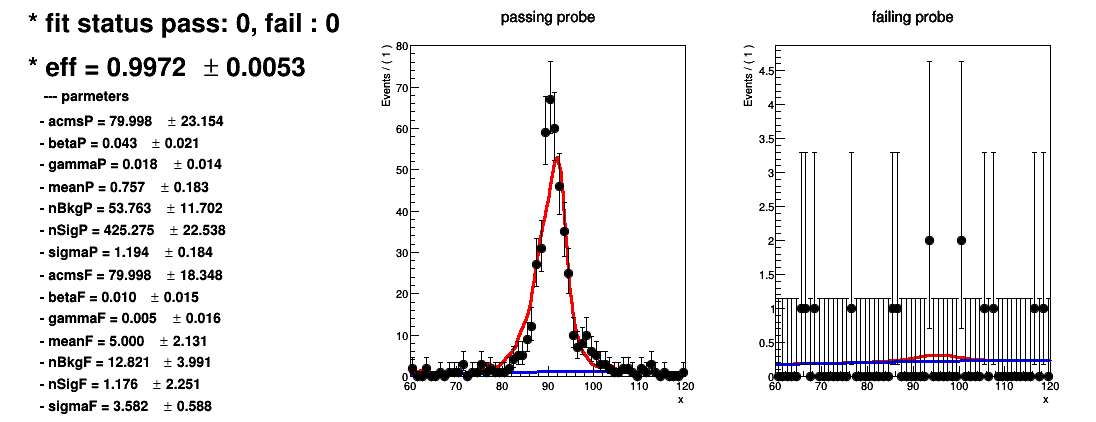 * fit status pass: 0, fail : 0
* eff = 0.9972 ± 0.0053
--- parmeters
- acmsP = 79.998 ± 23.154
- betaP = 0.043 ± 0.021
- gammaP = 0.018 ± 0.014
- meanP = 0.757 ± 0.183
- nBkgP = 53.763 ± 11.702
- nSigP = 425.275 ± 22.538
- sigmaP = 1.194 ± 0.184
- acmsF = 79.998 ± 18.348
- betaF = 0.010 ± 0.015
- gammaF = 0.005 ± 0.016
- meanF = 5.000 ± 2.131
- nBkgF = 12.821 ± 3.991
- nSigF = 1.176 ± 2.251
- sigmaF = 3.582 ± 0.588
passing probe
Events / ( 1 )
80
70
60
50
40
30
20
10
0
60 70 80 90 100 110 120
x
failing probe
Events / ( 1 )
4.5
4
3.5
3
2.5
2
1.5
1
0.5
0
60 70 80 90 100 110 120
x